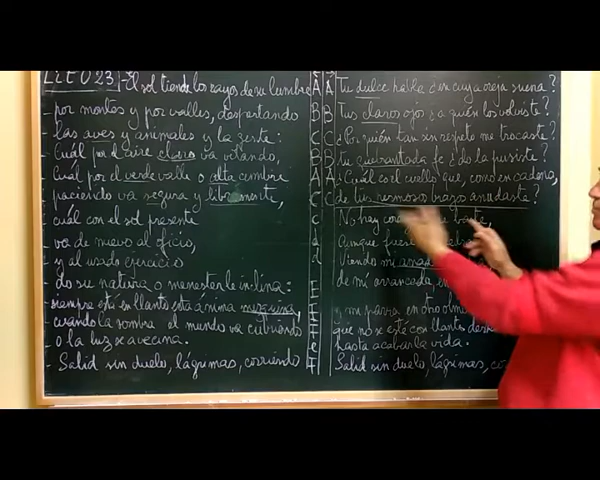 LITO 23 - El sol tiende los rayos de su lumbre
- por montes y por valles, despertando
- las aves y animales y la gente:
- Cuál por el aire claro va volando,
cuál por el verde valle o alta cumbre
paciendo va segura y libremente,
cuál con el sol presente
- va de nuevo al oficio,
- y al usado ejercicio
- do su natura o menester le inclina:
- siempre está en llanto esta ánima mezquina,
- cuando la sombra el mundo va cubriendo
- o la luz se avecina.
- Salid sin duelo, lágrimas, corriendo
A
B
C
B
A
C
c
d
d
E
E
F
e
F
A
B
C
B
A
C
Tu dulce habla ¿en cuya oreja suena?
Tus claros ojos ¿a quién los volviste?
¿Por quién tan sin respeto me trocaste?
tu quebrantada fe ¿do la pusiste?
¿Cuál es el cuello que, como en cadena,
de tus hermosos brazos anudaste?
No hay
Aunque
Viendo mi
de mí arrancada en
y mi parra en otro olmo
que no se esté con llanto
hasta acabar la vida.
Salid sin duelo, lágrimas,